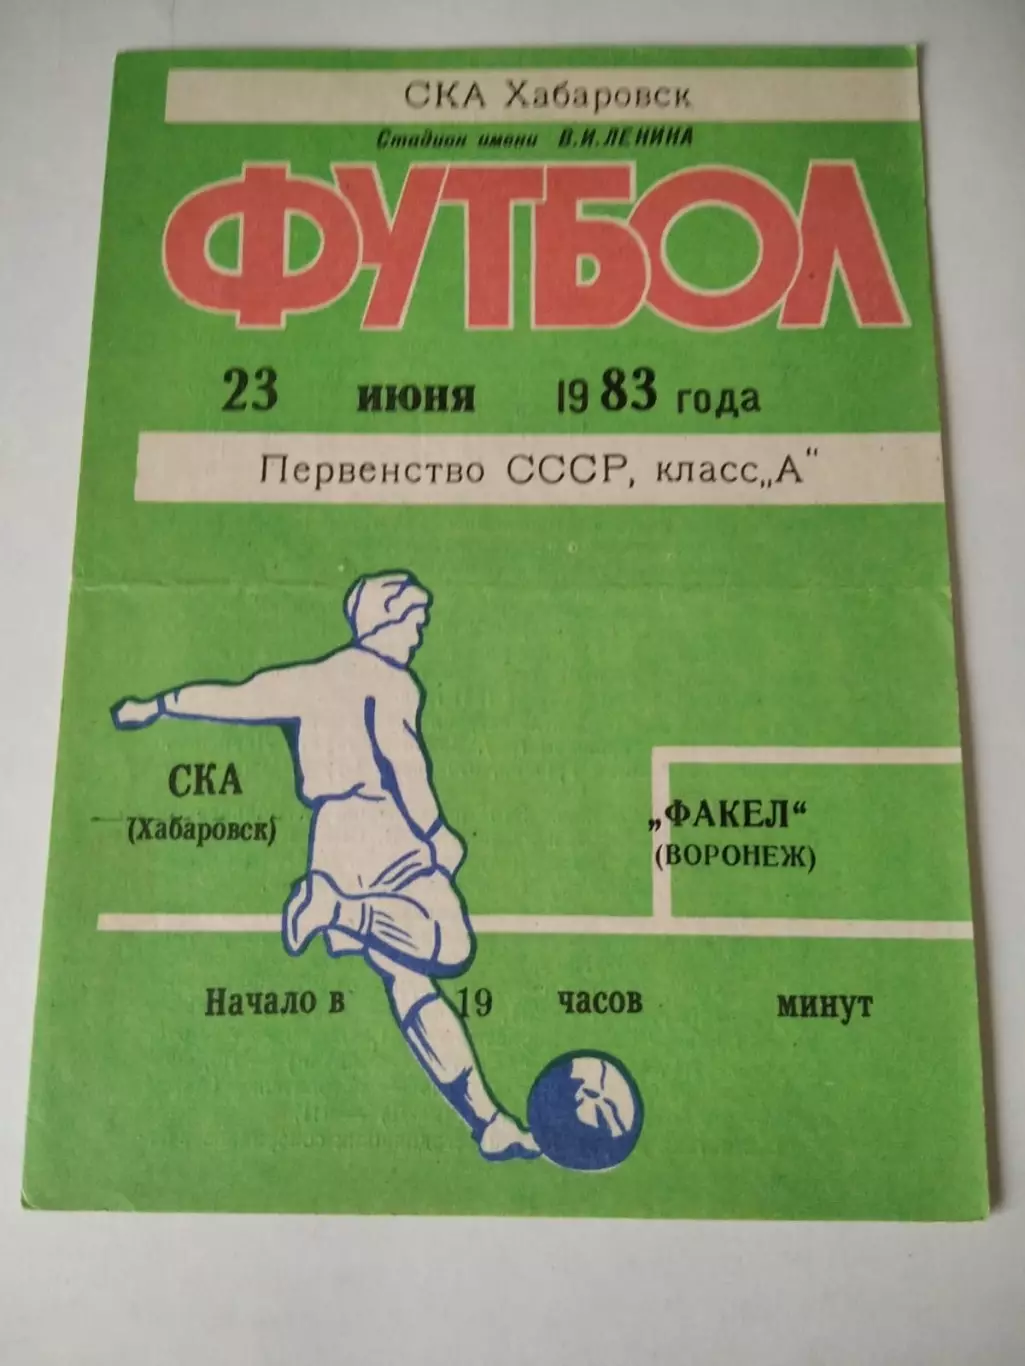 СКА Хабаровск
Стадион имени В.И.ЛЕНИНА
ФУТБОЛ
23 июня 1983 года
Первенство СССР, класс „А“
СКА
(Хабаровск)
„ФАКЕЛ“
(ВОРОНЕЖ)
Начало в 19 часов минут